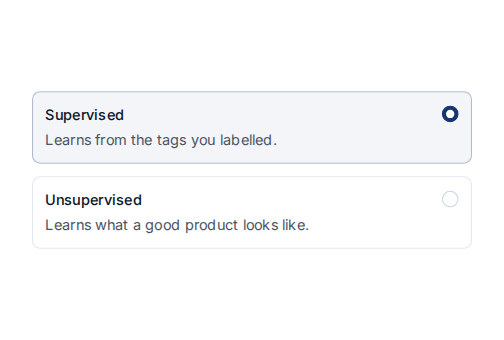 Supervised
Learns from the tags you labelled.
Unsupervised
Learns what a good product looks like.